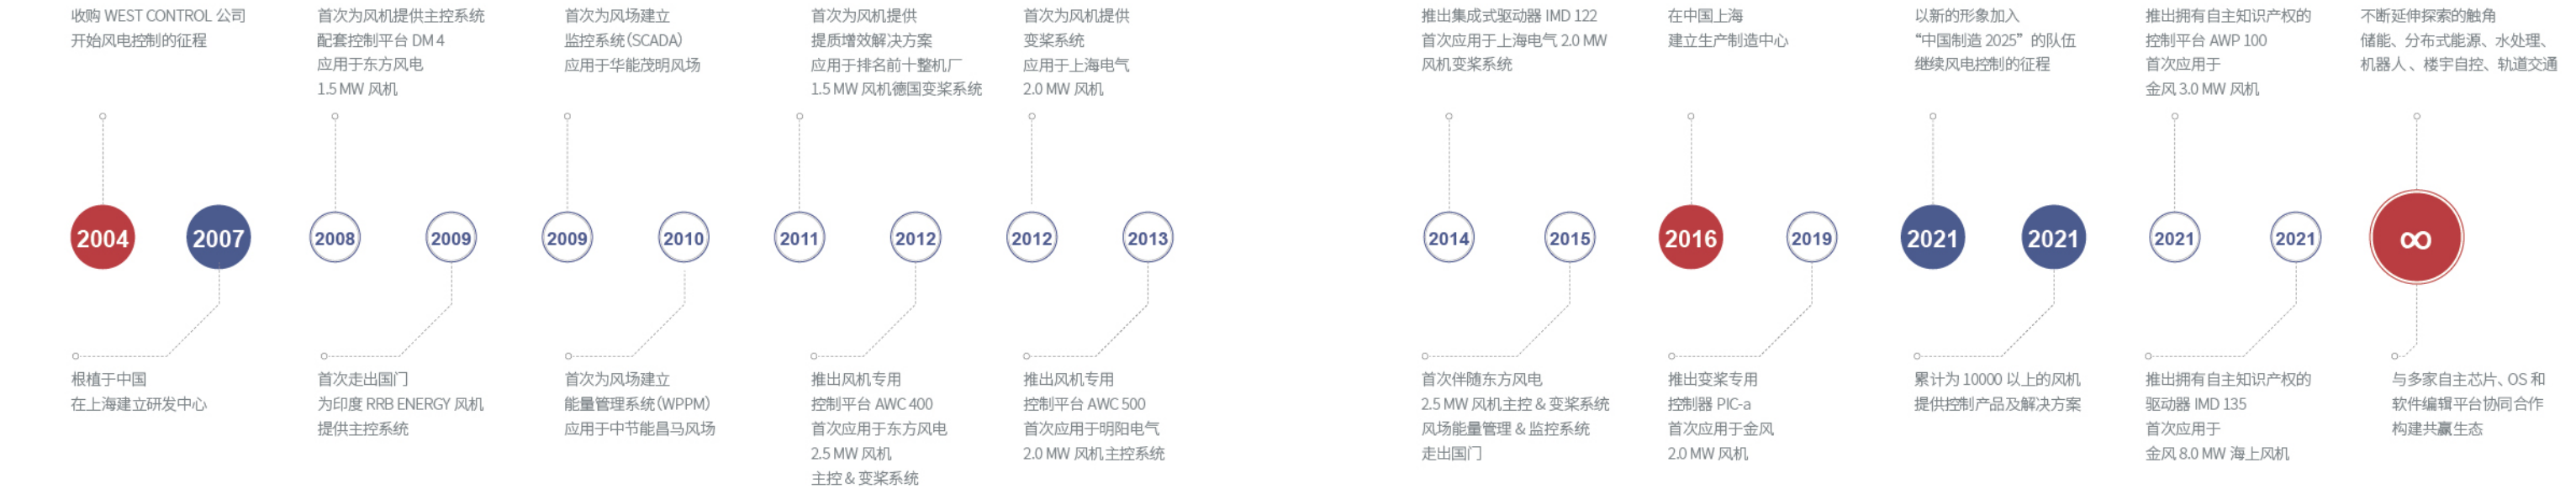 收购 WEST CONTROL 公司
开始风电控制的征程
首次为风机提供主控系统
配套控制平台 DM 4
应用于东方风电
1.5 MW 风机
首次为风场建立
监控系统（SCADA）
应用于华能茂明风场
首次为风机提供
提质增效解决方案
应用于排名前十整机厂
1.5 MW 风机德国变桨系统
首次为风机提供
变桨系统
应用于上海电气
2.0 MW 风机
推出集成式驱动器 IMD 122
首次应用于上海电气 2.0 MW
风机变桨系统
在中国上海
建立生产制造中心
以新的形象加入
“中国制造 2025”的队伍
继续风电控制的征程
推出拥有自主知识产权的
控制平台 AWP 100
首次应用于
金风 3.0 MW 风机
不断延伸探索的触角
储能、分布式能源、水处理、
机器人、楼宇自控、轨道交通
2004
2007
2008
2009
2009
2010
2011
2012
2012
2013
2014
2015
2016
2019
2021
2021
2021
2021
∞
根植于中国
在上海建立研发中心
首次走出国门
为印度 RRB ENERGY 风机
提供主控系统
首次为风场建立
能量管理系统（WPPM）
应用于中节能昌马风场
推出风机专用
控制平台 AWC 400
首次应用于东方风电
2.5 MW 风机
主控 & 变桨系统
推出风机专用
控制平台 AWC 500
首次应用于明阳电气
2.0 MW 风机主控系统
首次伴随东方风电
2.5 MW 风机主控 & 变桨系统
风场能量管理 & 监控系统
走出国门
推出变桨专用
控制器 PIC-a
首次应用于金风
2.0 MW 风机
累计为 10000 以上的风机
提供控制产品及解决方案
推出拥有自主知识产权的
驱动器 IMD 135
首次应用于
金风 8.0 MW 海上风机
与多家自主芯片、OS 和
软件编辑平台协同合作
构建共赢生态